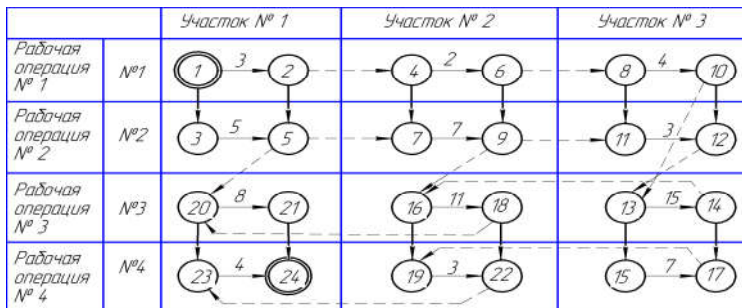 Участок № 1 Участок № 2 Участок № 3
Рабочая
операция
№ 1
№1
1 3 2 4 2 6 8 4 10
Рабочая
операция
№ 2
№2
3 5 5 7 7 9 11 3 12
Рабочая
операция
№ 3
№3
20 8 21 16 11 18 13 15 14
Рабочая
операция
№ 4
№4
23 4 24 19 3 22 15 7 17